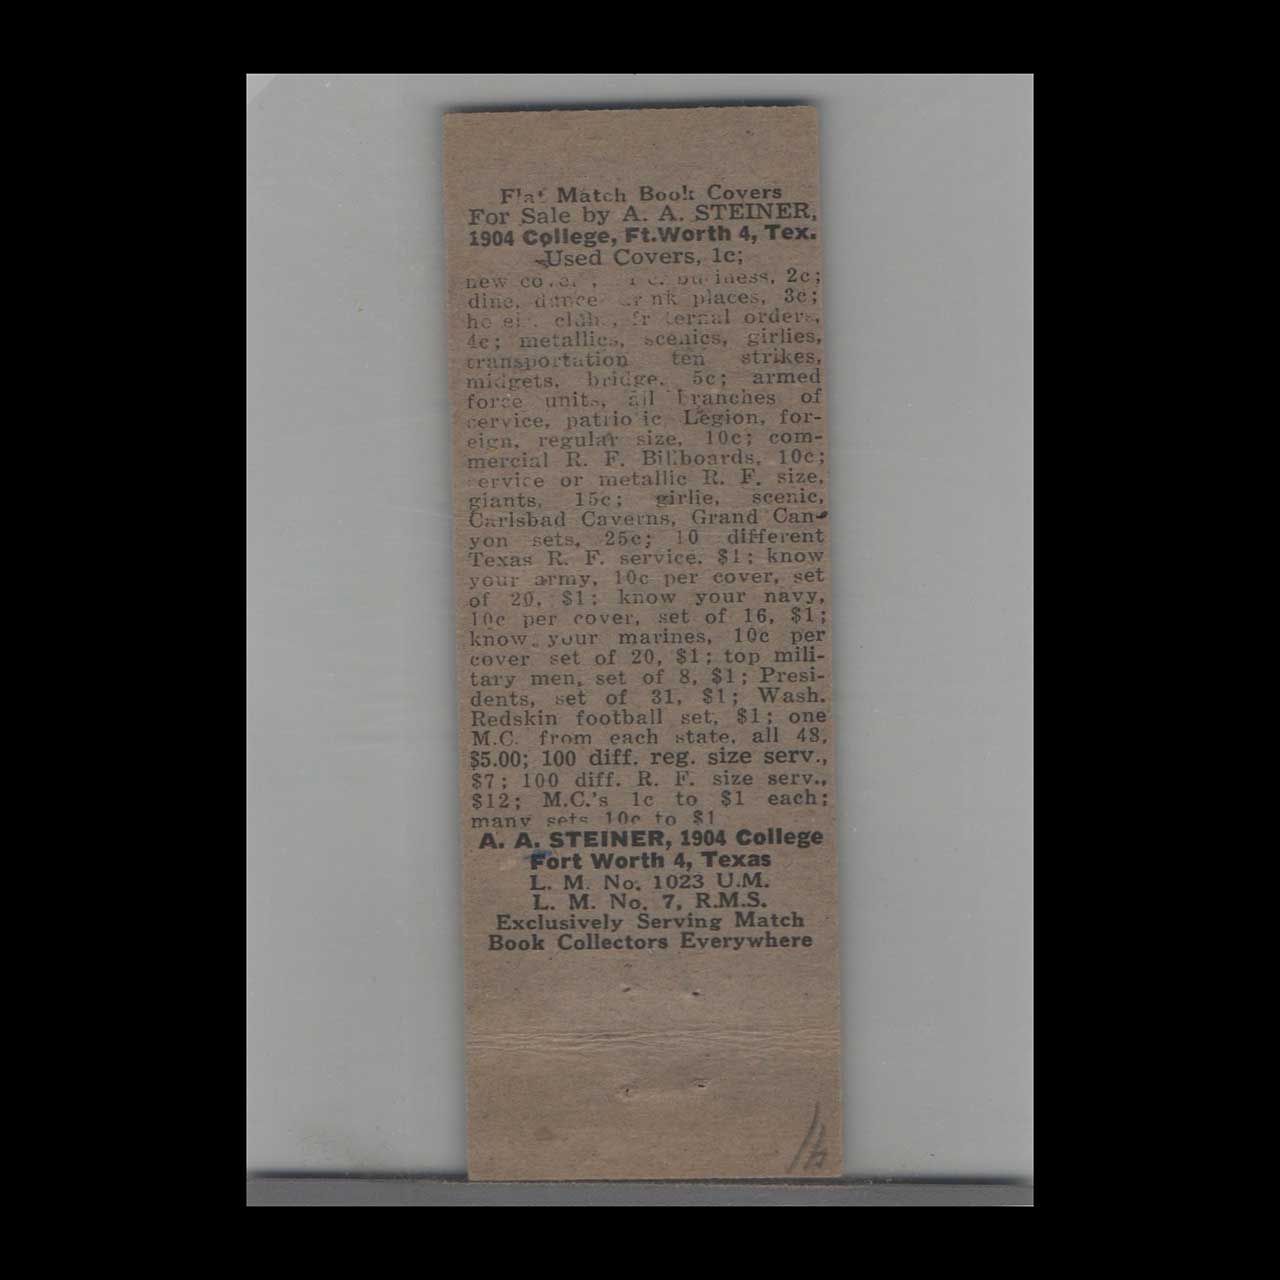 Flat Match Book Covers
For Sale by A. A. STEINER,
1904 College, Ft.Worth 4, Tex.
Used Covers, 1c;
new business, 2c;
dine, dance places, 3c;
orders,
4c; metallics, scenics, girlies,
transportation ten strikes,
midgets, bridge, 5c; armed
force units, all branches of
service, patriotic, Legion, for-
eign, regular size, 10c; com-
mercial R. F. Billboards, 10c;
service or metallic R. F. size,
giants, 15c; girlie, scenic,
Carlsbad Caverns, Grand Can-
yon sets, 25c; 10 different
Texas R. F. service, $1; know
your army, 10c per cover, set
of 20, $1; know your navy,
10c per cover, set of 16, $1;
know your marines, 10c per
cover set of 20, $1; top mili-
tary men, set of 8, $1; Presi-
dents, set of 31, $1; Wash.
Redskin football set, $1; one
M.C. from each state, all 48,
$5.00; 100 diff. reg. size serv.,
$7; 100 diff. R. F. size serv.,
$12; M.C.'s 1c to $1 each;
many sets 10c to $1
A. A. STEINER, 1904 College
Fort Worth 4, Texas
L. M. No. 1023 U.M.
L. M. No. 7, R.M.S.
Exclusively Serving Match
Book Collectors Everywhere